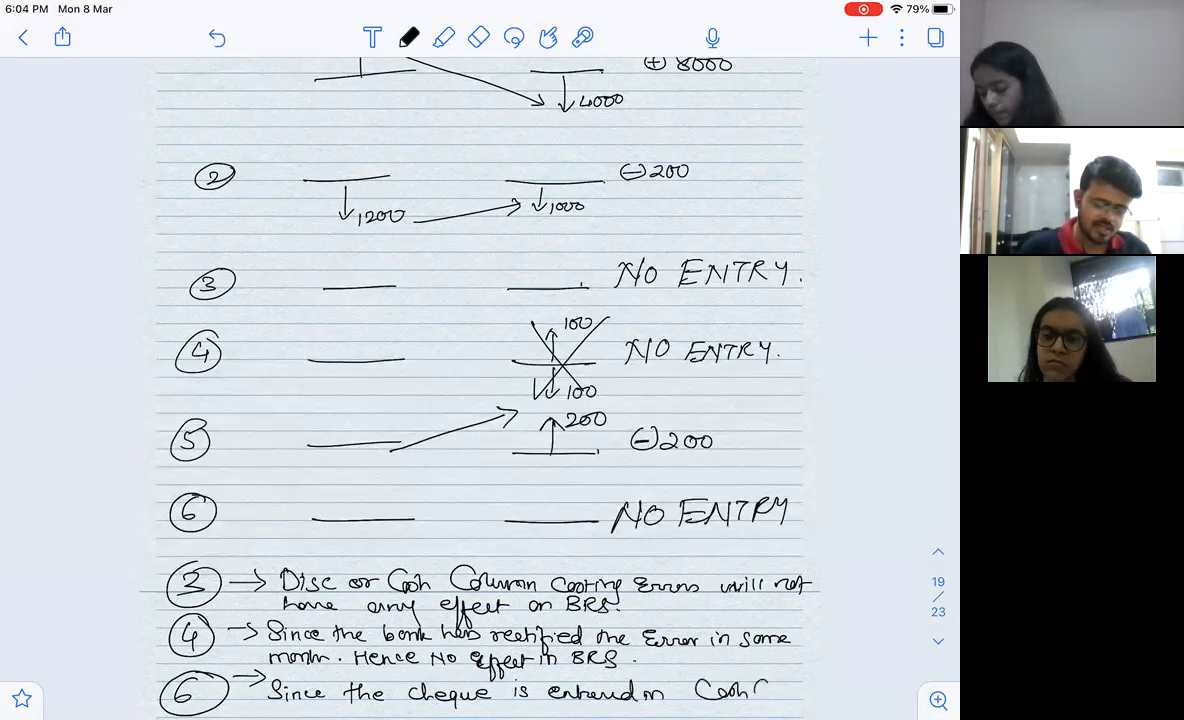 6:04 PM Mon 8 Mar
79%
T
⊕ 8000
↓ 4000
② ⊖ 200
↓ 1200 ↓ 1000
③ NO ENTRY.
100
④ NO ENTRY.
100
200
⑤ ⊖ 200
⑥ NO ENTRY
19
/
23
③ → Disc or Cash Column Casting Errors will not
have any effect on BRS.
④ → Since the bank has rectified the Error in same
month. Hence No effect in BRS.
⑥ → Since the cheque is entered in Cash